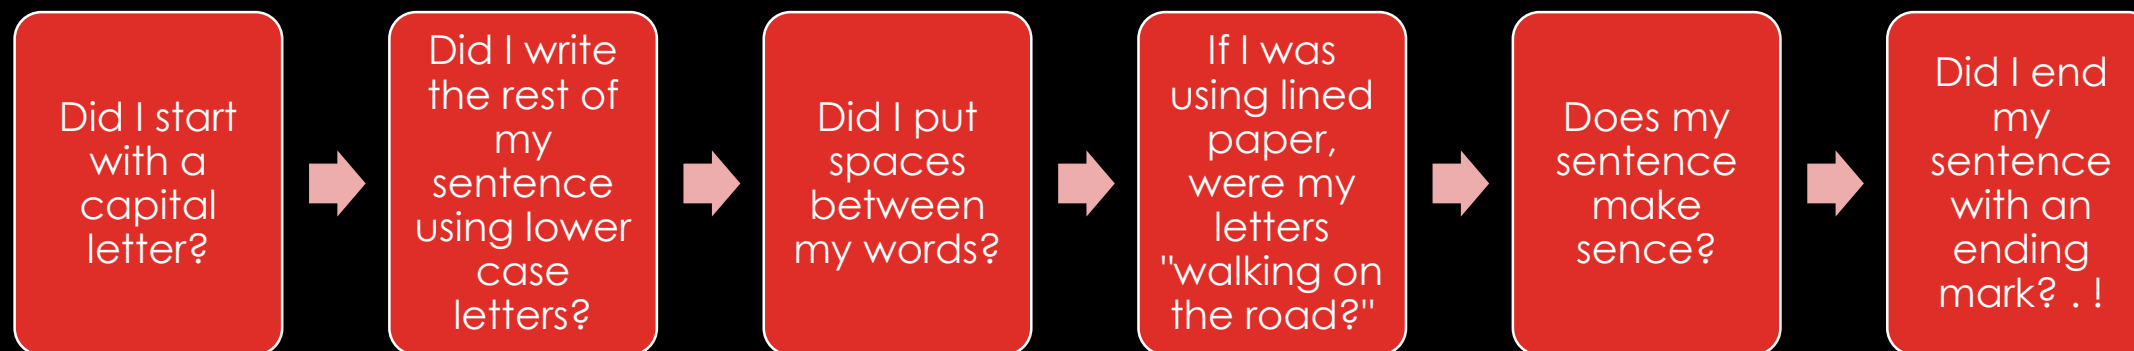 Did I start
with a
capital
letter?
Did I write
the rest of
my
sentence
using lower
case
letters?
Did I put
spaces
between
my words?
If I was
using lined
paper,
were my
letters
"walking on
the road?"
Does my
sentence
make
sence?
Did I end
my
sentence
with an
ending
mark? . !